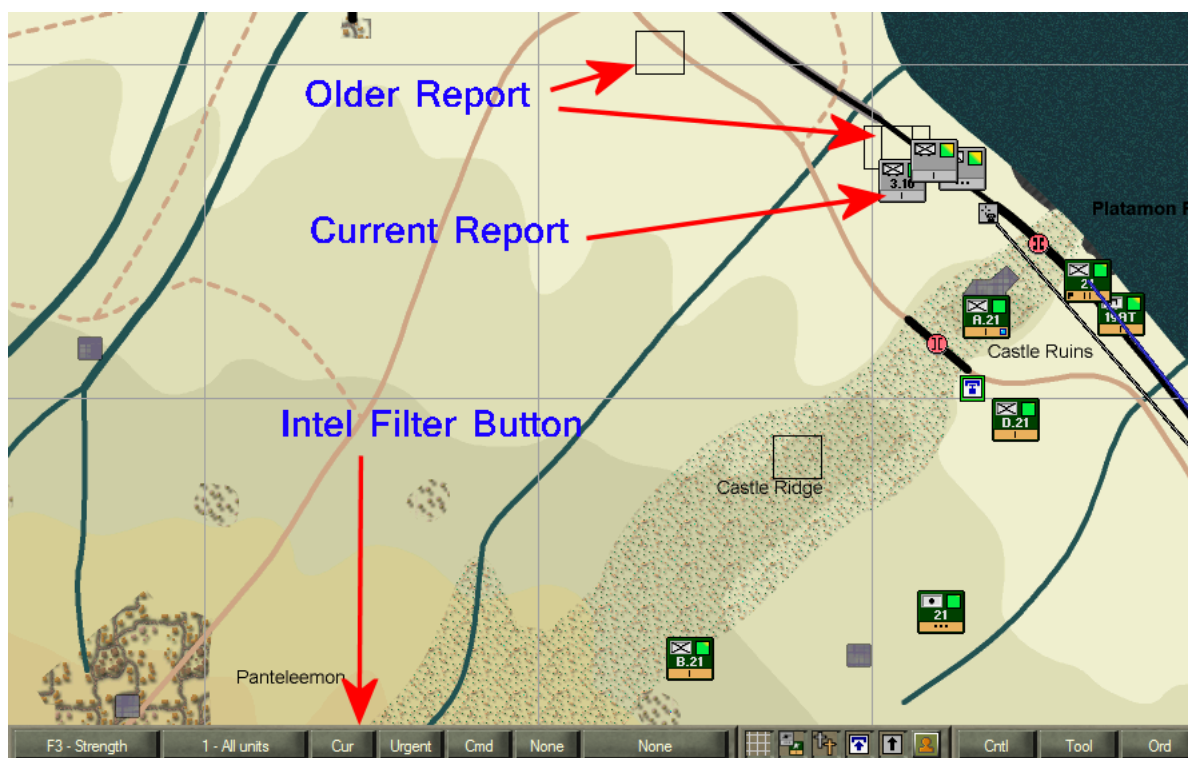 Older Report
3.16
Current Report
Platamon
21
19AT
A.21
Castle Ruins
Intel Filter Button
D.21
Castle Ridge
21
B.21
Panteleemon
F3 - Strength
1 - All units
Cur
Urgent
Cmd
None
None
Cntl
Tool
Ord